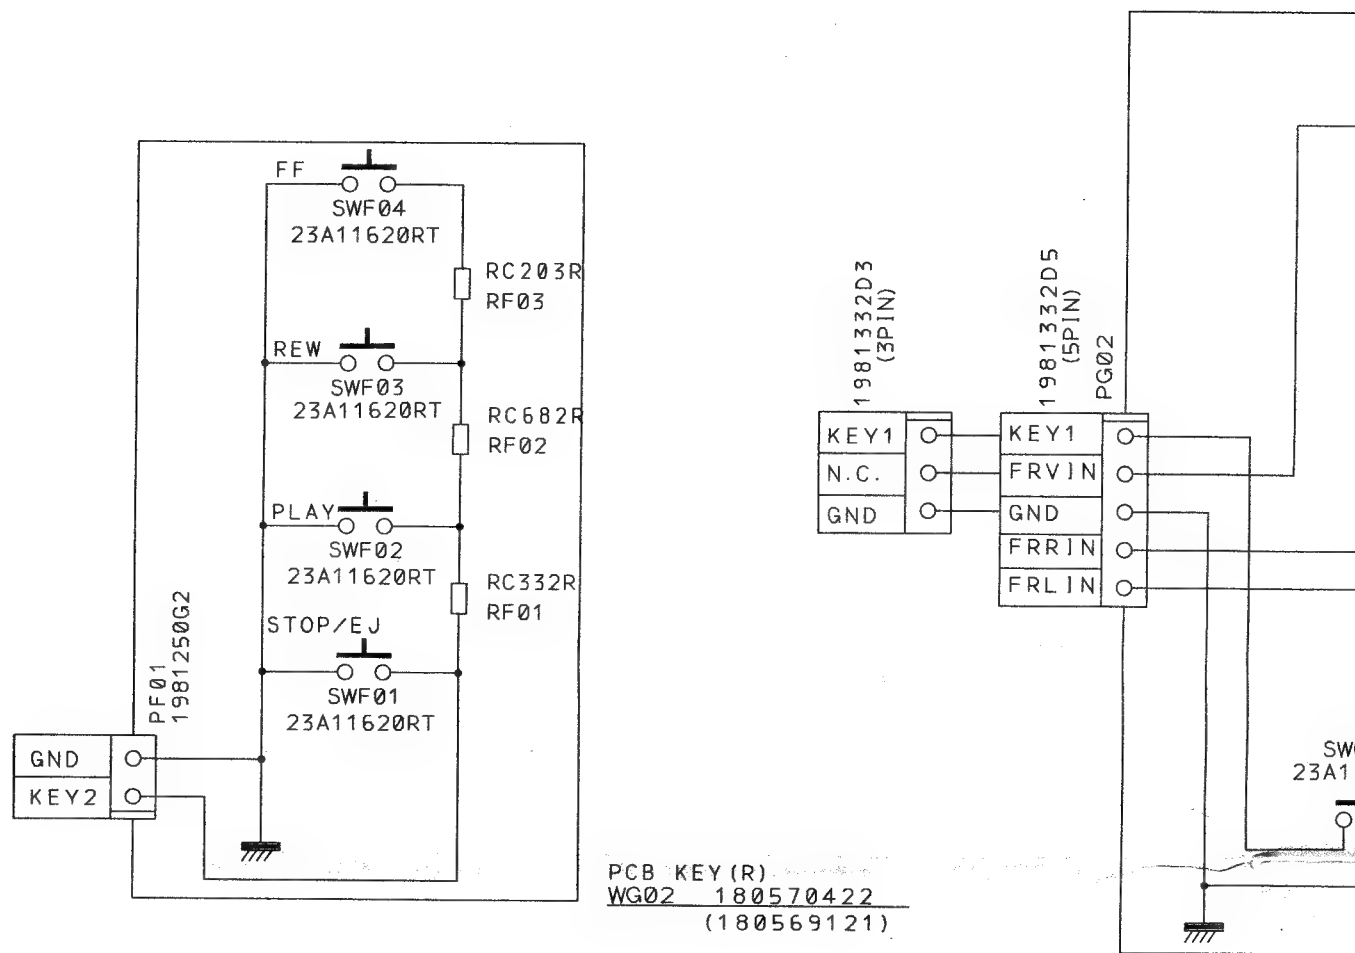 FF
SWF04
23A11620RT
RC203R
RF03
REW
SWF03
23A11620RT
RC682R
RF02
PLAY
SWF02
23A11620RT
RC332R
RF01
STOP/EJ
SWF01
23A11620RT
PF01
1981250G2
GND
KEY2
PCB KEY(R)
WG02 180570422
(180569121)
1981332D3
(3PIN)
KEY1
N.C.
GND
1981332D5
(5PIN)
PG02
KEY1
FRVIN
GND
FRRIN
FRLIN
SW
23A1